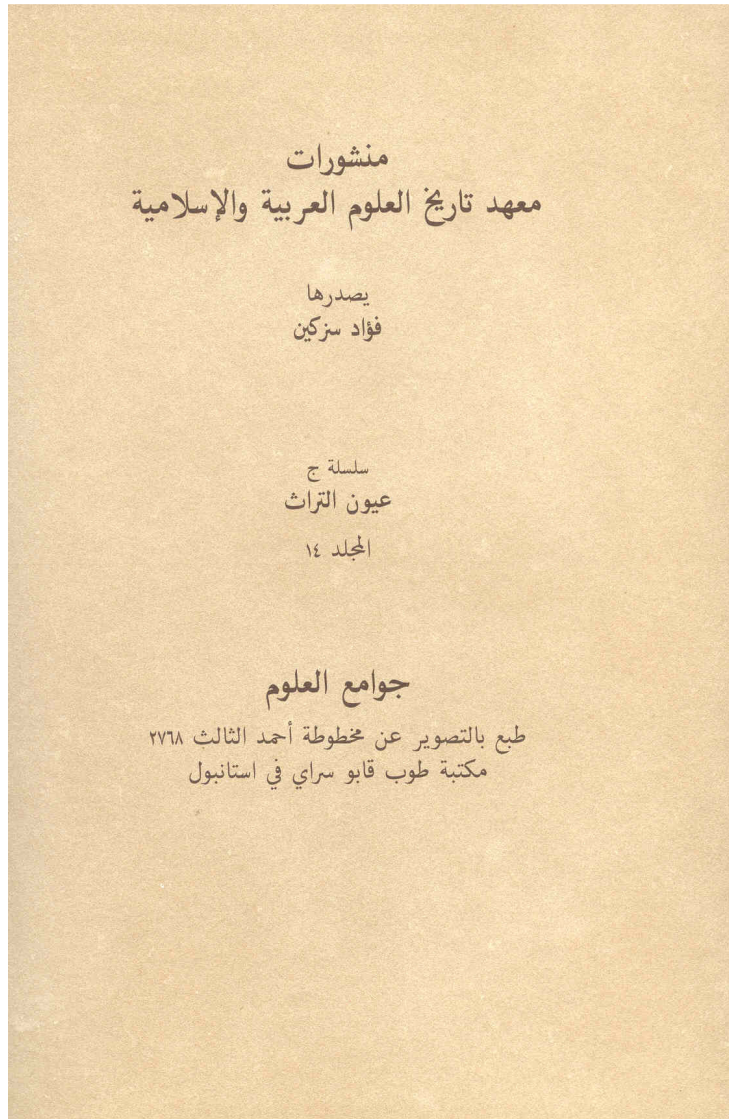 منشورات
معهد تاريخ العلوم العربية والإسلامية
يصدرها
فؤاد سزكين
سلسلة ج
عيون التراث
المجلد ١٤
جوامع العلوم
طبع بالتصوير عن مخطوطة أحمد الثالث ٢٧٦٨
مكتبة طوب قابو سراي في استانبول